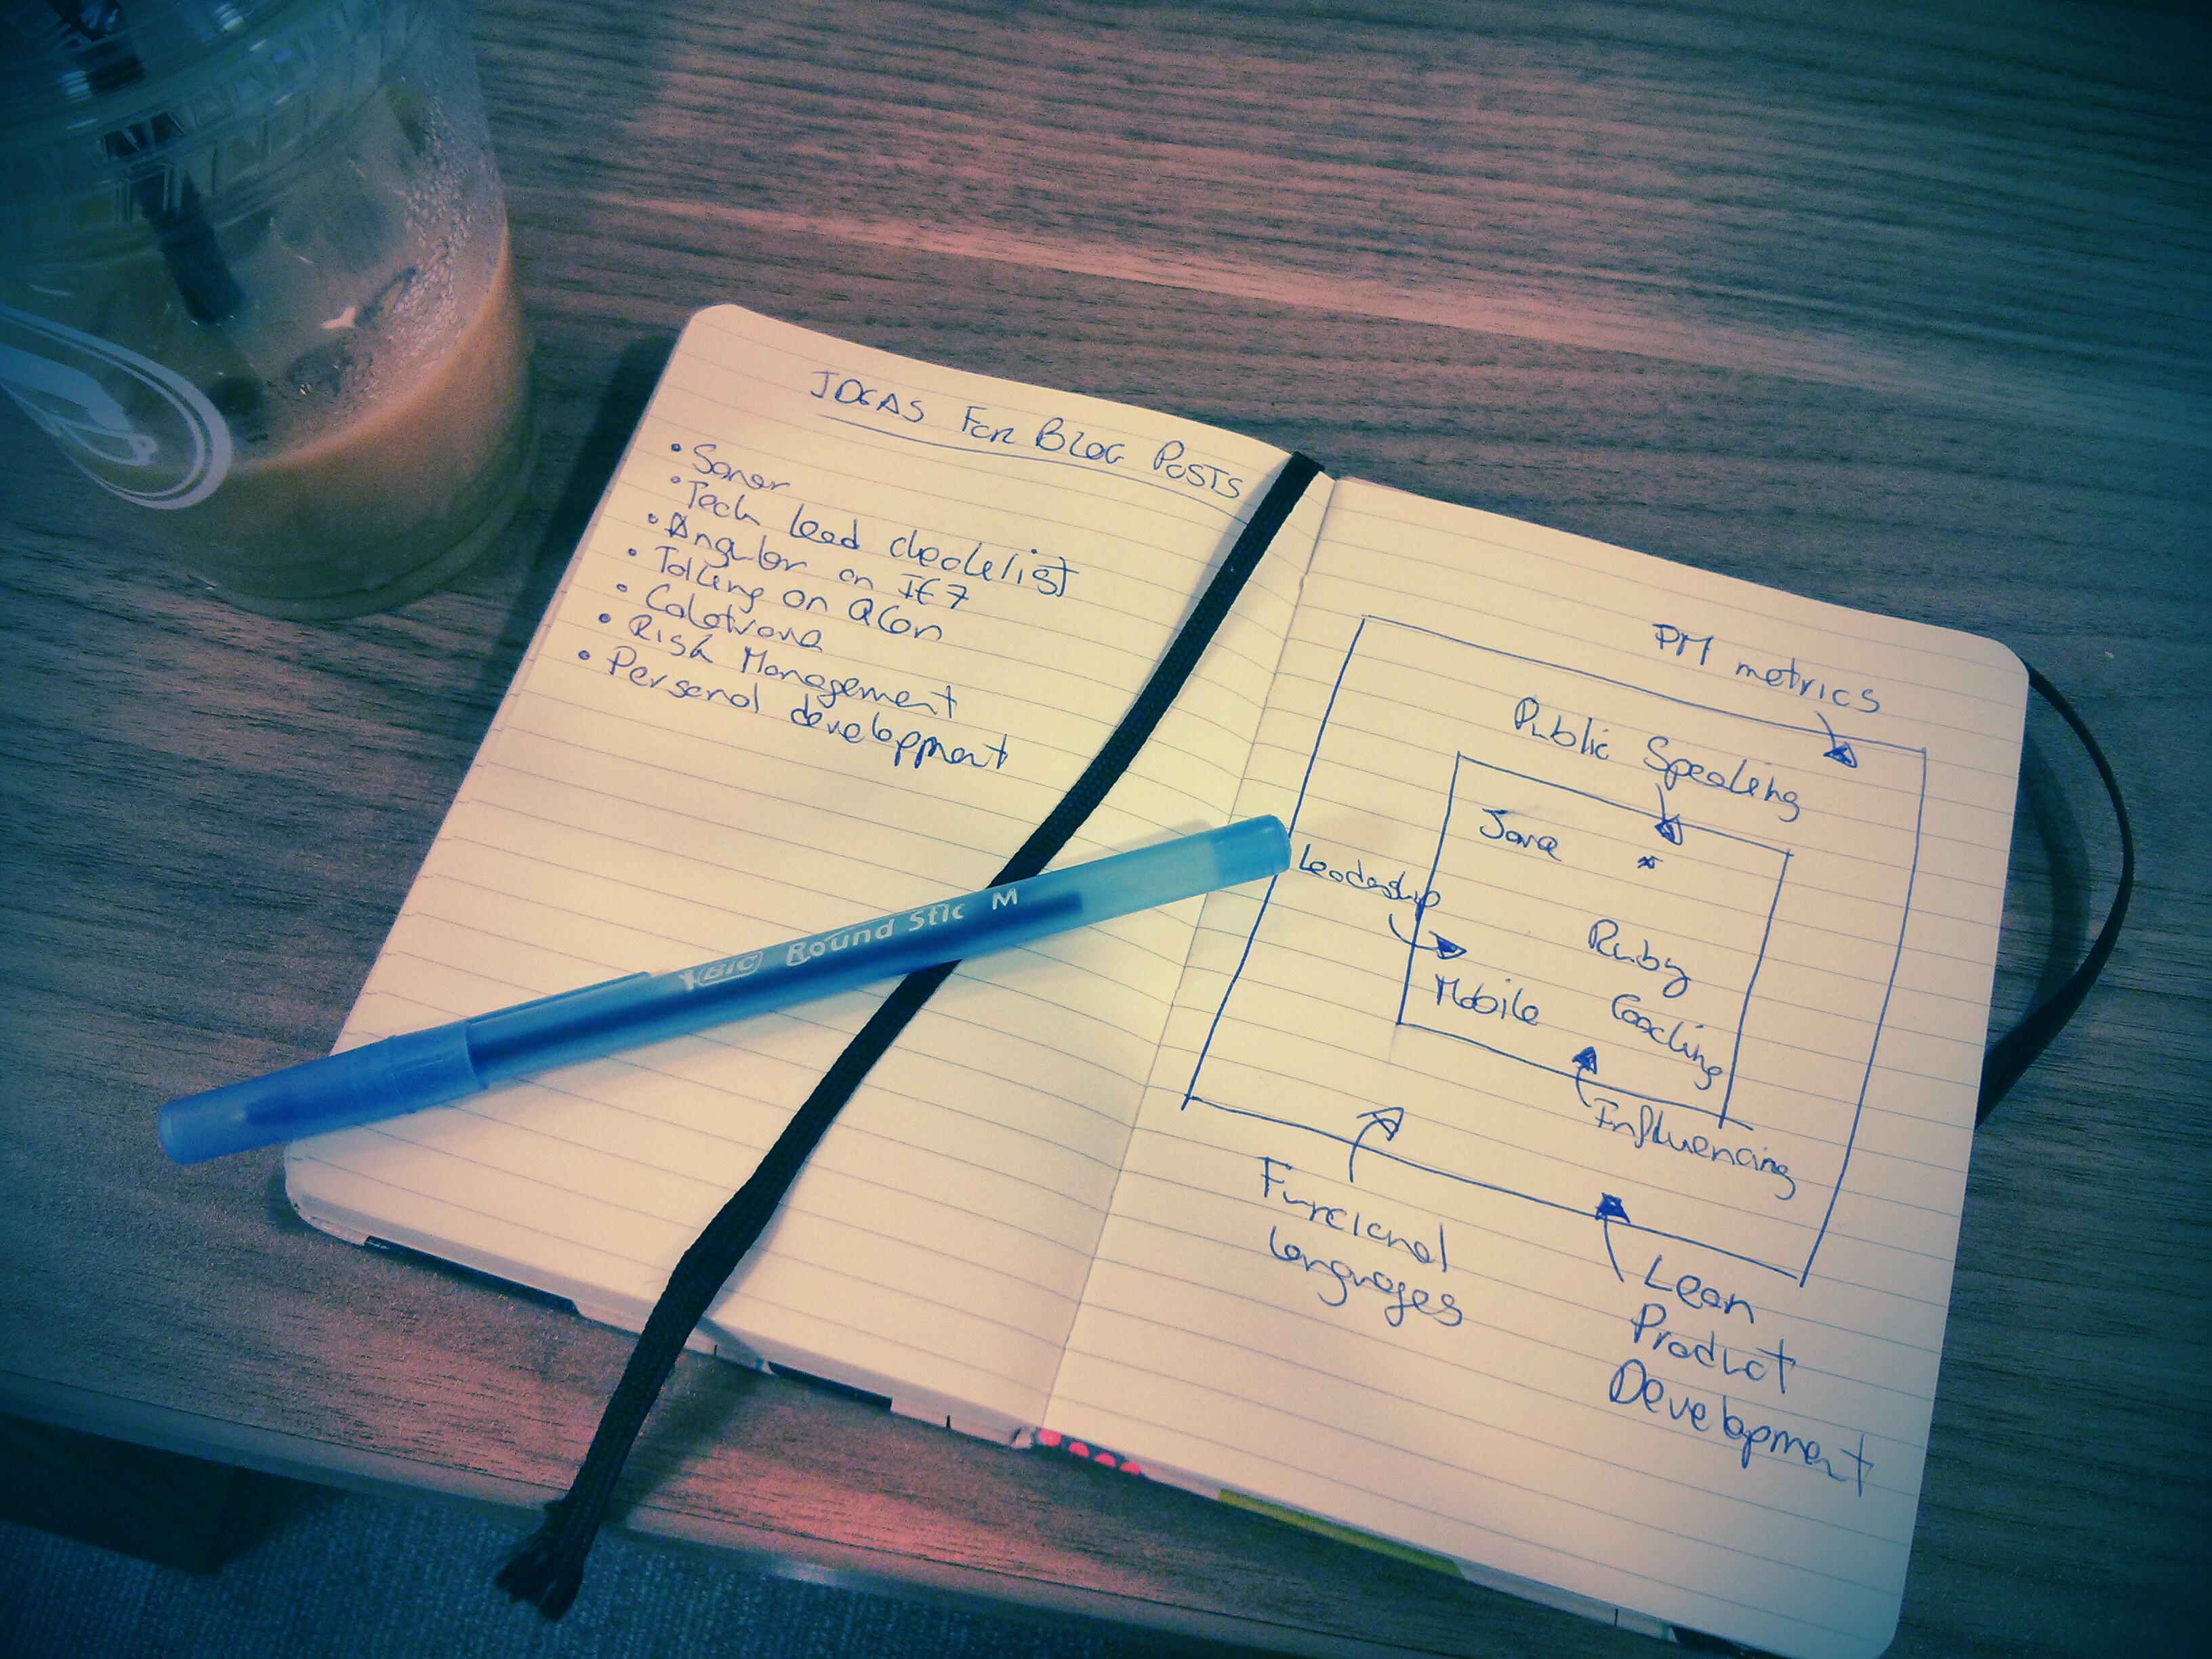 IDEAS FOR BLOG POSTS
• Sonar
• Tech lead checklist
• Angular on IE7
• Talking on QCon
• Calatrava
• Risk Management
• Personal development
BIC Round Stic M
PM metrics
Public Speaking
Java *
Leadership
Ruby
Mobile Coaching
Influencing
Funcional
languages
Lean
Product
Development